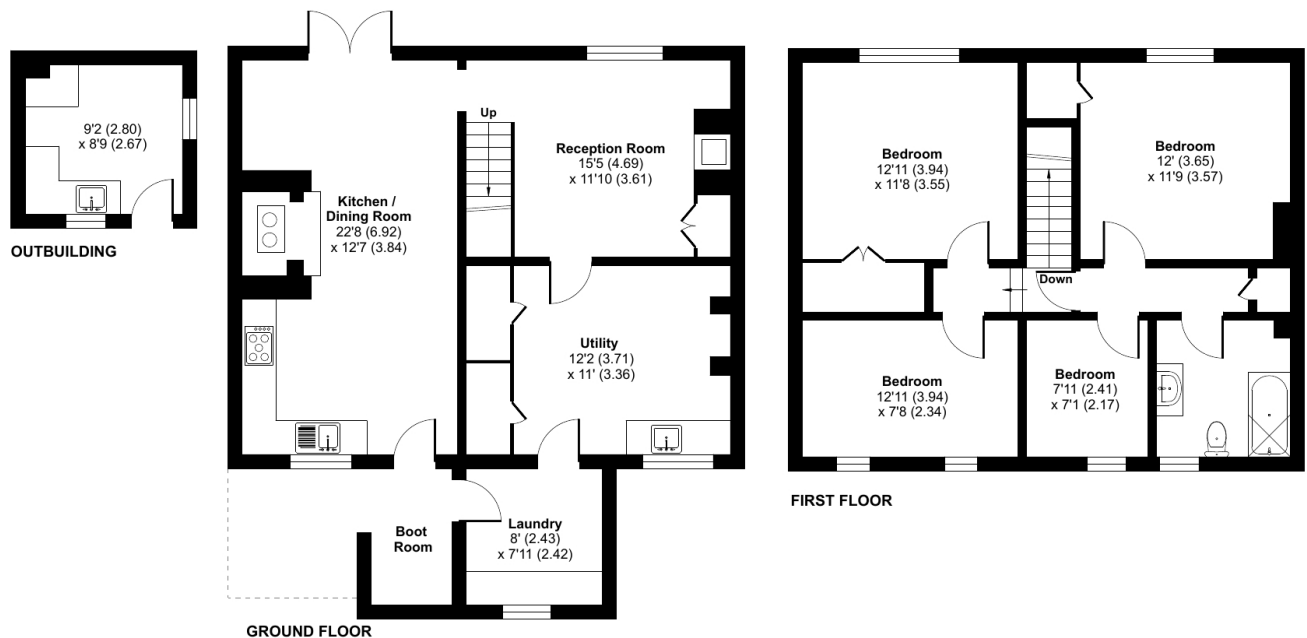 9'2 (2.80)
x 8'9 (2.67)
OUTBUILDING
Up
Reception Room
15'5 (4.69)
x 11'10 (3.61)
Kitchen /
Dining Room
22'8 (6.92)
x 12'7 (3.84)
Utility
12'2 (3.71)
x 11' (3.36)
Boot
Room
Laundry
8' (2.43)
x 7'11 (2.42)
GROUND FLOOR
Bedroom
12'11 (3.94)
x 11'8 (3.55)
Bedroom
12' (3.65)
x 11'9 (3.57)
Down
Bedroom
12'11 (3.94)
x 7'8 (2.34)
Bedroom
7'11 (2.41)
x 7'1 (2.17)
FIRST FLOOR